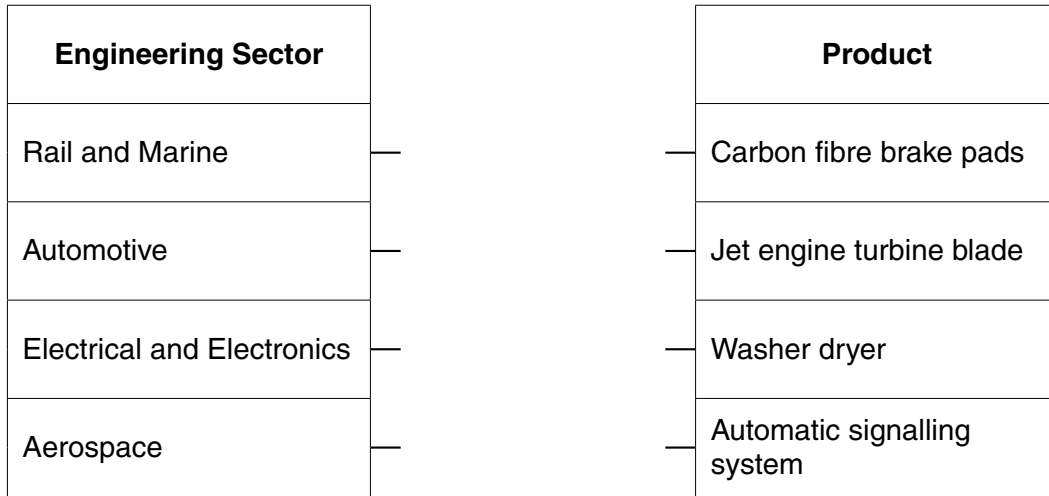 Engineering Sector
Product
Rail and Marine
Carbon fibre brake pads
Automotive
Jet engine turbine blade
Electrical and Electronics
Washer dryer
Aerospace
Automatic signalling
system